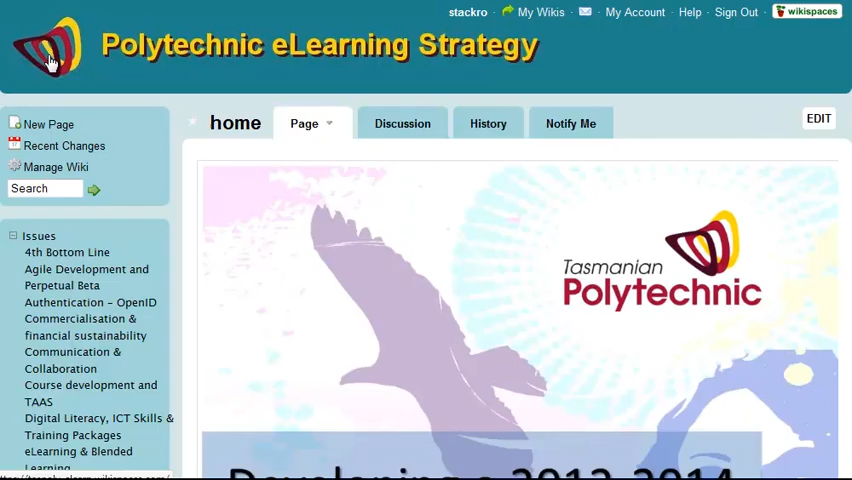 stackro · My Wikis · My Account · Help · Sign Out · wikispaces
Polytechnic eLearning Strategy
New Page
Recent Changes
Manage Wiki
Search
home
Page
Discussion
History
Notify Me
EDIT
Issues
4th Bottom Line
Agile Development and
Perpetual Beta
Authentication - OpenID
Commercialisation &
financial sustainability
Communication &
Collaboration
Course development and
TAAS
Digital Literacy, ICT Skills &
Training Packages
eLearning & Blended
Learning
Tasmanian
Polytechnic
Developing a 2012-2014